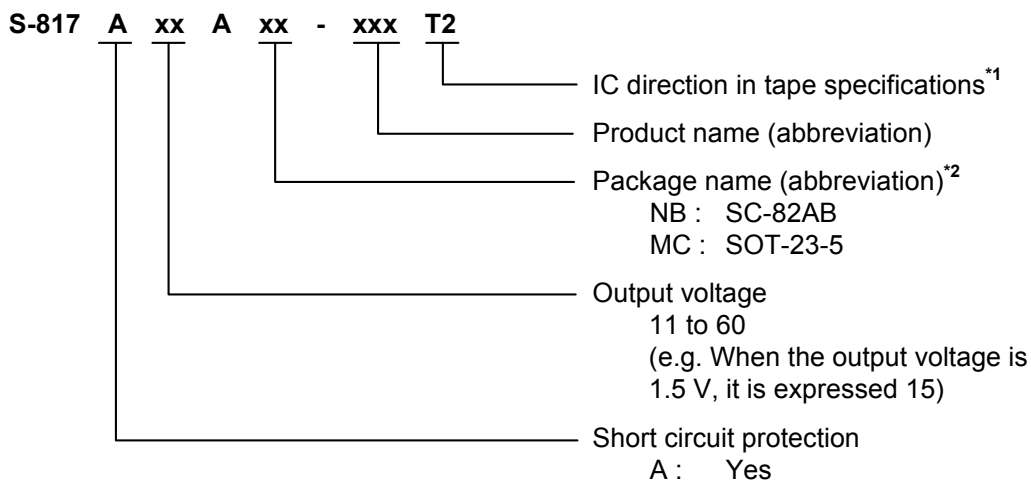 S-817 A xx A xx - xxx T2
IC direction in tape specifications*1
Product name (abbreviation)
Package name (abbreviation)*2
NB : SC-82AB
MC : SOT-23-5
Output voltage
11 to 60
(e.g. When the output voltage is
1.5 V, it is expressed 15)
Short circuit protection
A : Yes